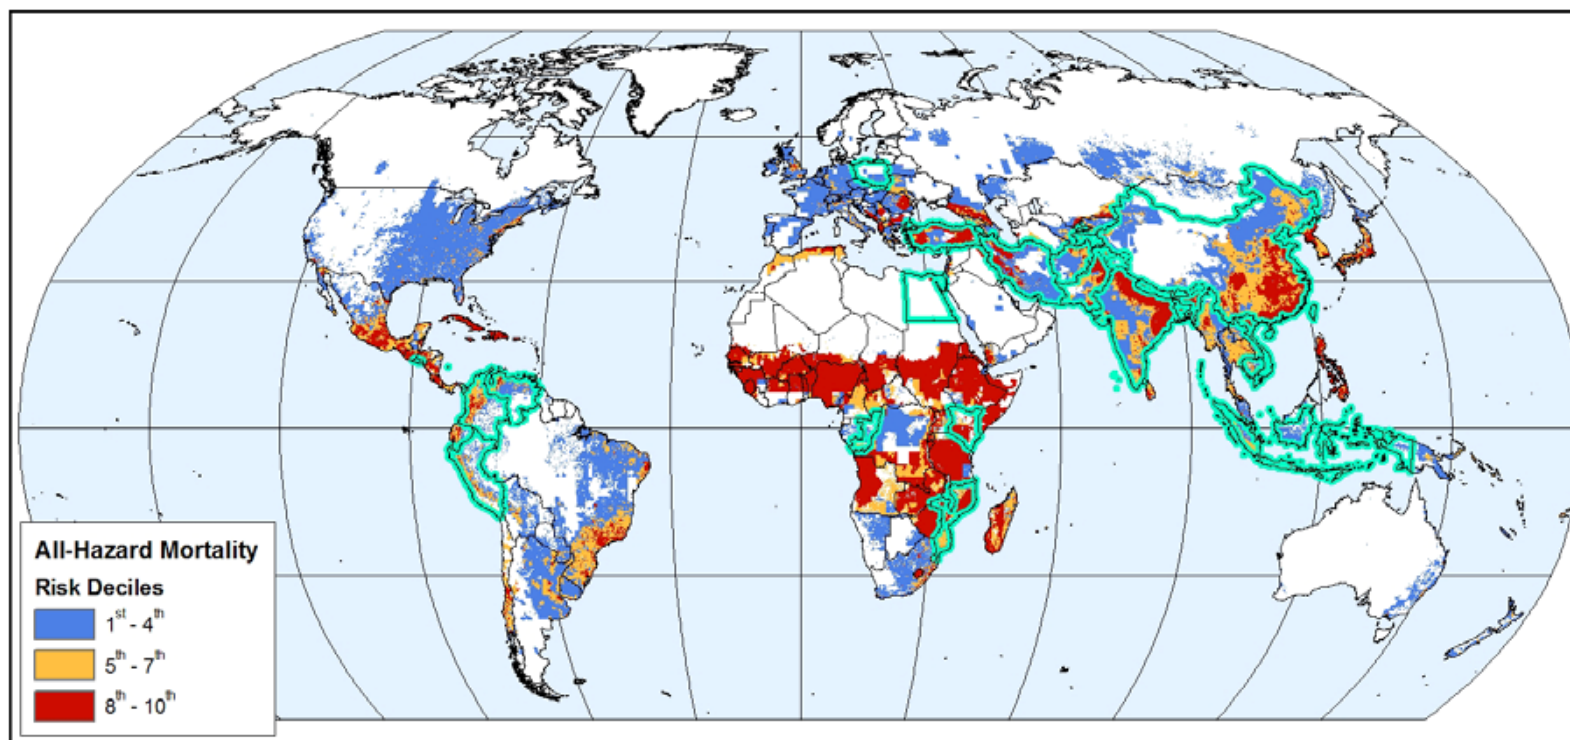 All-Hazard Mortality
Risk Deciles
1st - 4th
5th - 7th
8th - 10th